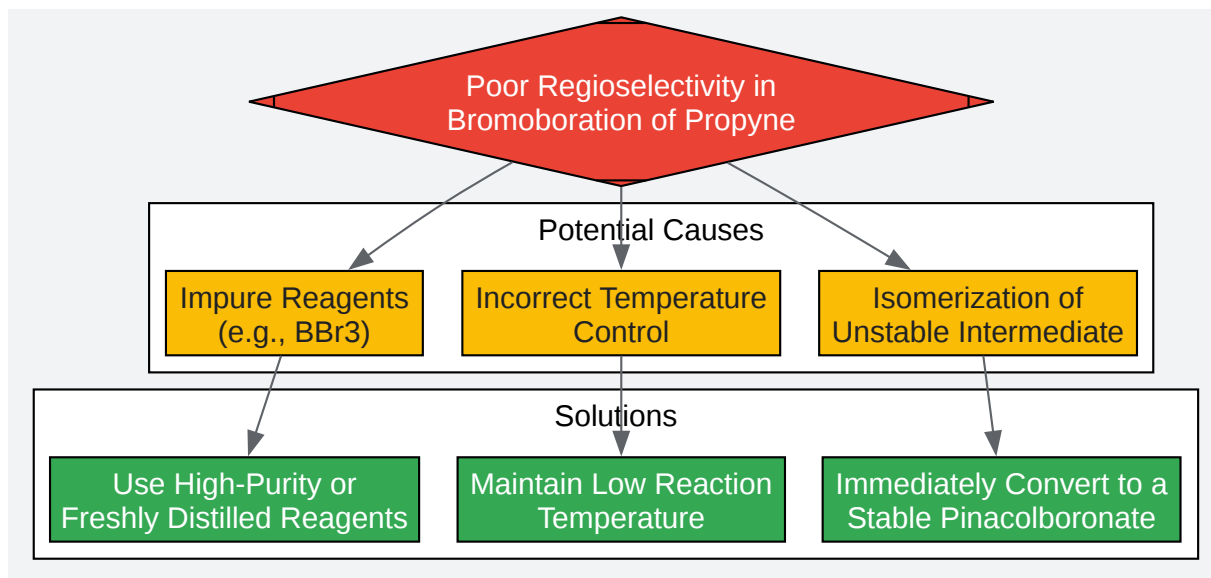 Poor Regioselectivity in
Bromoboration of Propyne
Potential Causes
Impure Reagents
(e.g., BBr3)
Incorrect Temperature
Control
Isomerization of
Unstable Intermediate
Solutions
Use High-Purity or
Freshly Distilled Reagents
Maintain Low Reaction
Temperature
Immediately Convert to a
Stable Pinacolboronate